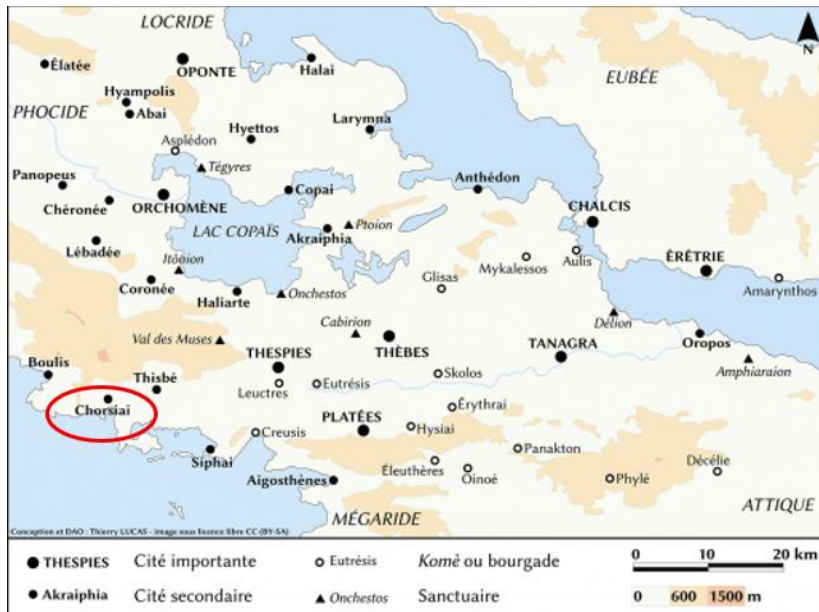 LOCRIDE
Élatée
OPONTE
Halai
EUBÉE
N
Hyampolis
PHOCIDE
Abai
Hyettos
Larymna
Asplédon
Tégyres
Panopeus
Copai
Anthédon
Chéronée
ORCHOMÈNE
CHALCIS
LAC COPAÏS
Ptoion
Akraiphia
Lébadée
Itônion
Mykalessos
Aulis
ÉRÉTRIE
Coronée
Glisas
Amarynthos
Haliarte
Onchestos
Cabirion
Délion
Val des Muses
THÈBES
TANAGRA
Oropos
Boulis
THESPIES
Amphiaraion
Thisbé
Skolos
Leuctres
Eutrésis
Chorsiai
Érythrai
PLATÉES
Hysiai
Creusis
Panakton
Siphai
Éleuthères
Oinoé
Phylé
Décélie
Aigosthènes
ATTIQUE
MÉGARIDE
Conception et DAO : Thierry LUCAS - image sous licence libre CC (BY-SA)
THESPIES Cité importante Eutrésis Komè ou bourgade 0 10 20 km
Akraiphia Cité secondaire Onchestos Sanctuaire 0 600 1500 m